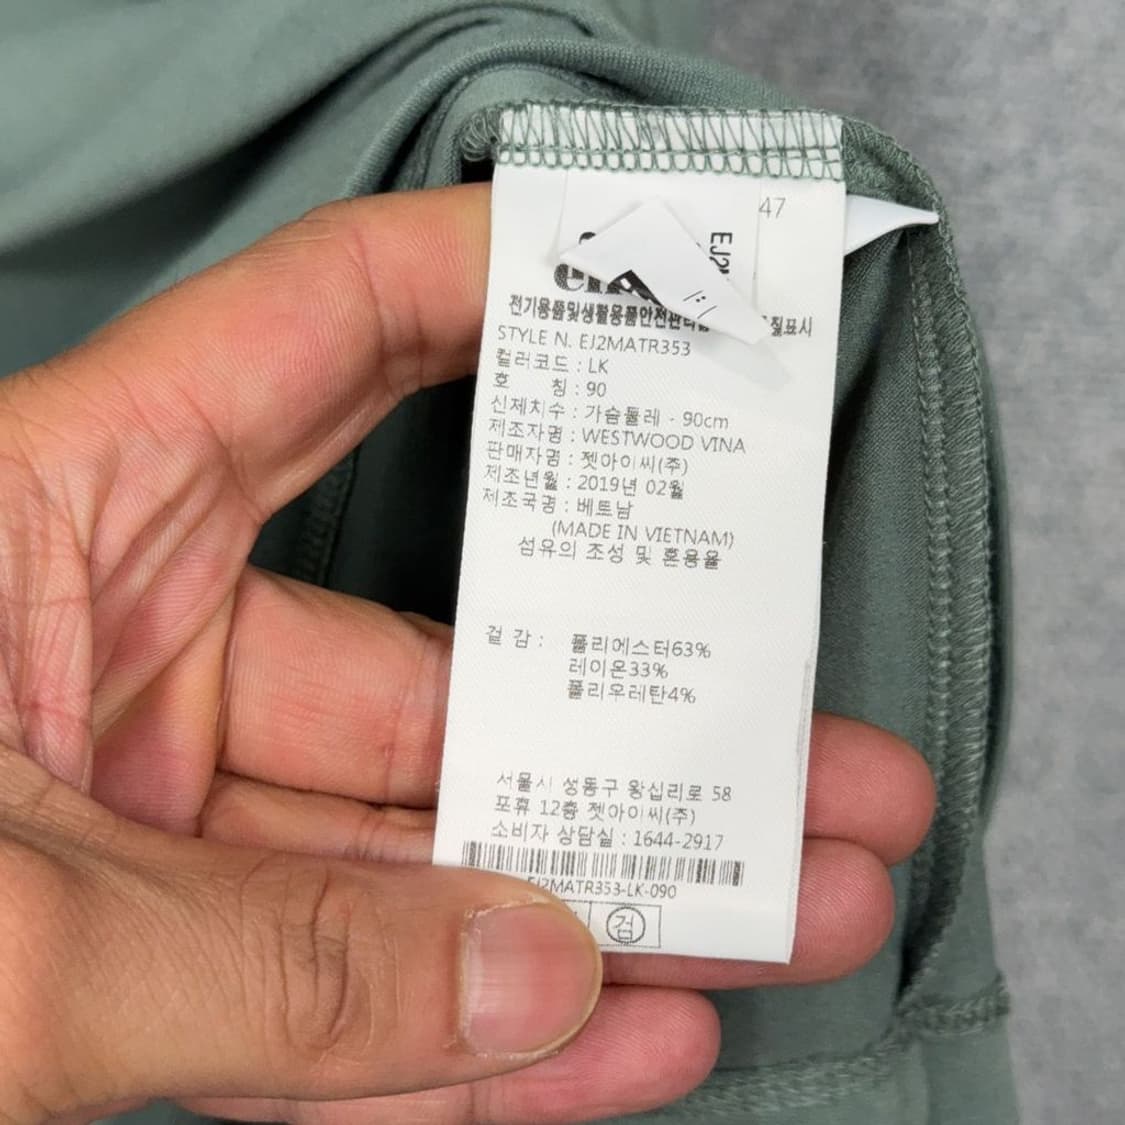 47
EJ2
전기용품및생활용품안전관리 질표시
STYLE N. EJ2MATR353
컬러코드 : LK
호 칭 : 90
신체치수 : 가슴둘레 - 90cm
제조자명 : WESTWOOD VINA
판매자명 : 젯아이씨(주)
제조년월 : 2019년 02월
제조국명 : 베트남
(MADE IN VIETNAM)
섬유의 조성 및 혼용율
겉 감 : 폴리에스터63%
레이온33%
폴리우레탄4%
서울시 성동구 왕십리로 58
포휴 12층 젯아이씨(주)
소비자 상담실 : 1644-2917
EJ2MATR353-LK-090
검